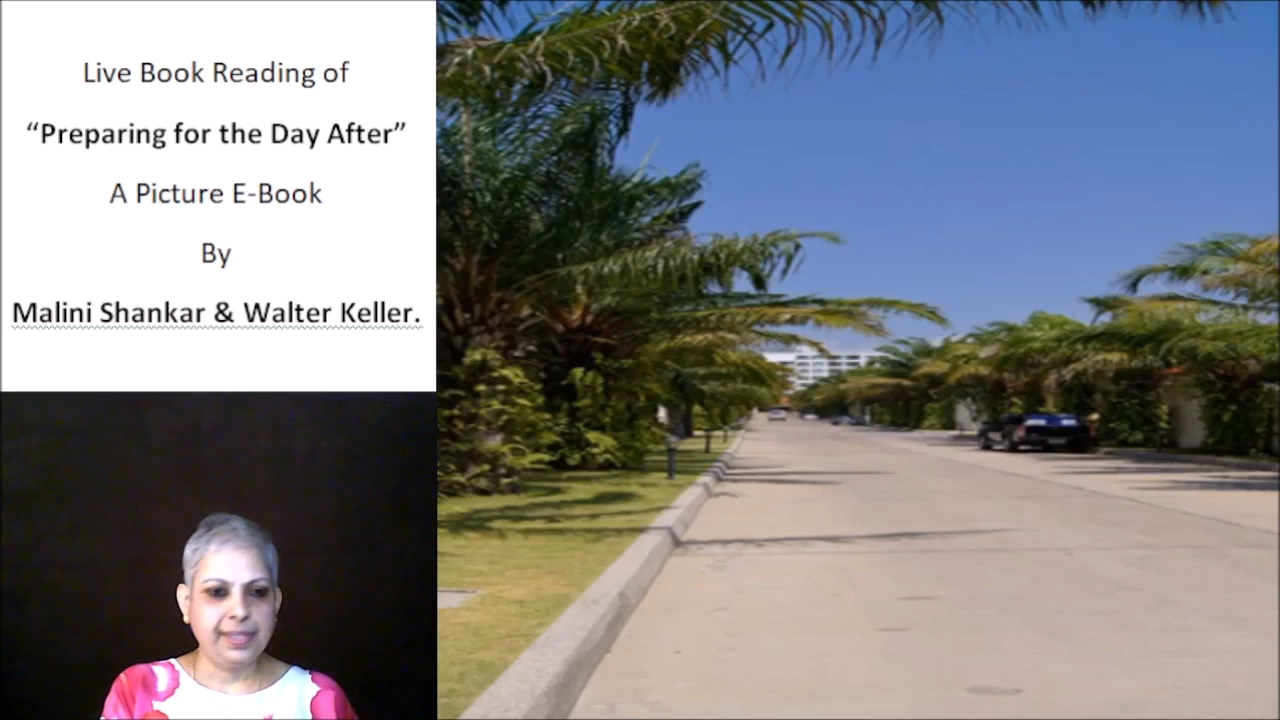 Live Book Reading of
“Preparing for the Day After”
A Picture E-Book
By
Malini Shankar & Walter Keller.